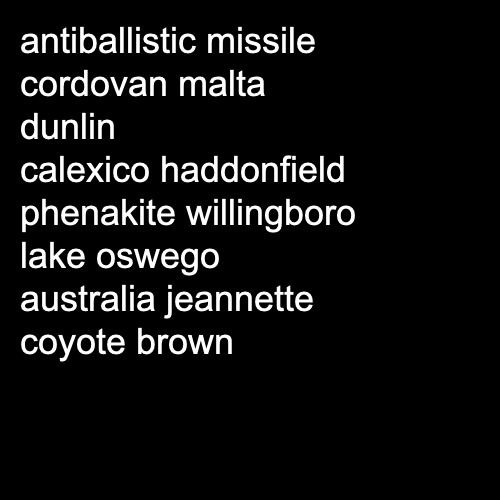 antiballistic missile
cordovan malta
dunlin
calexico haddonfield
phenakite willingboro
lake oswego
australia jeannette
coyote brown